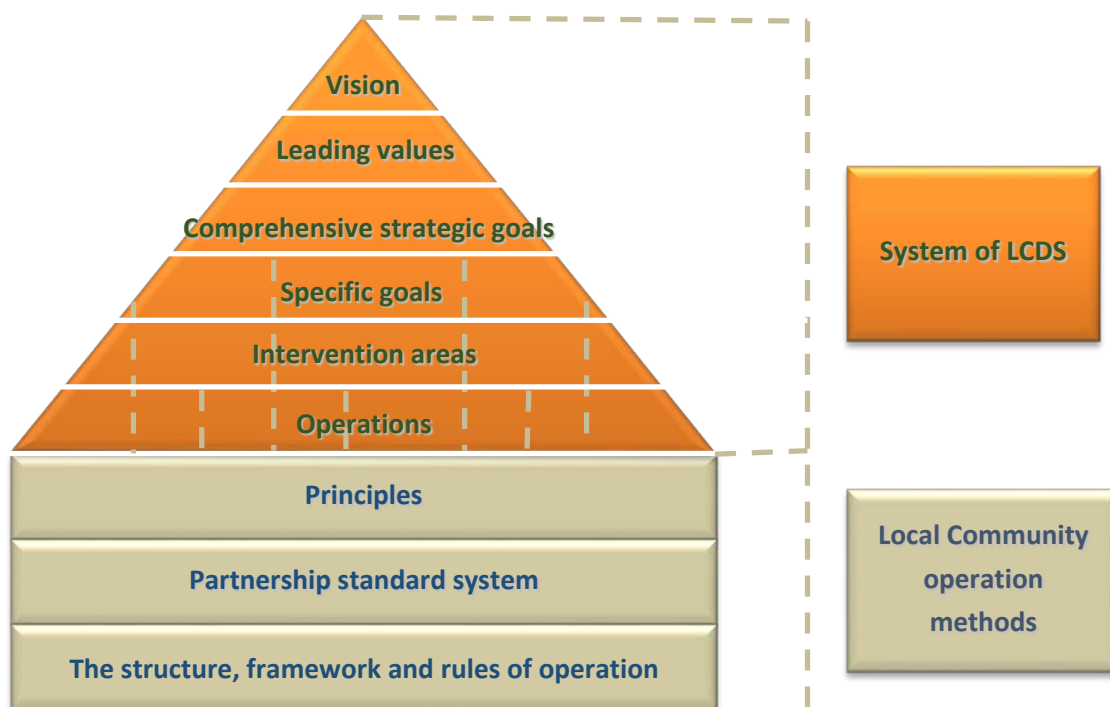 Vision
Leading values
Comprehensive strategic goals
Specific goals
Intervention areas
Operations
Principles
Partnership standard system
The structure, framework and rules of operation
System of LCDS
Local Community
operation
methods